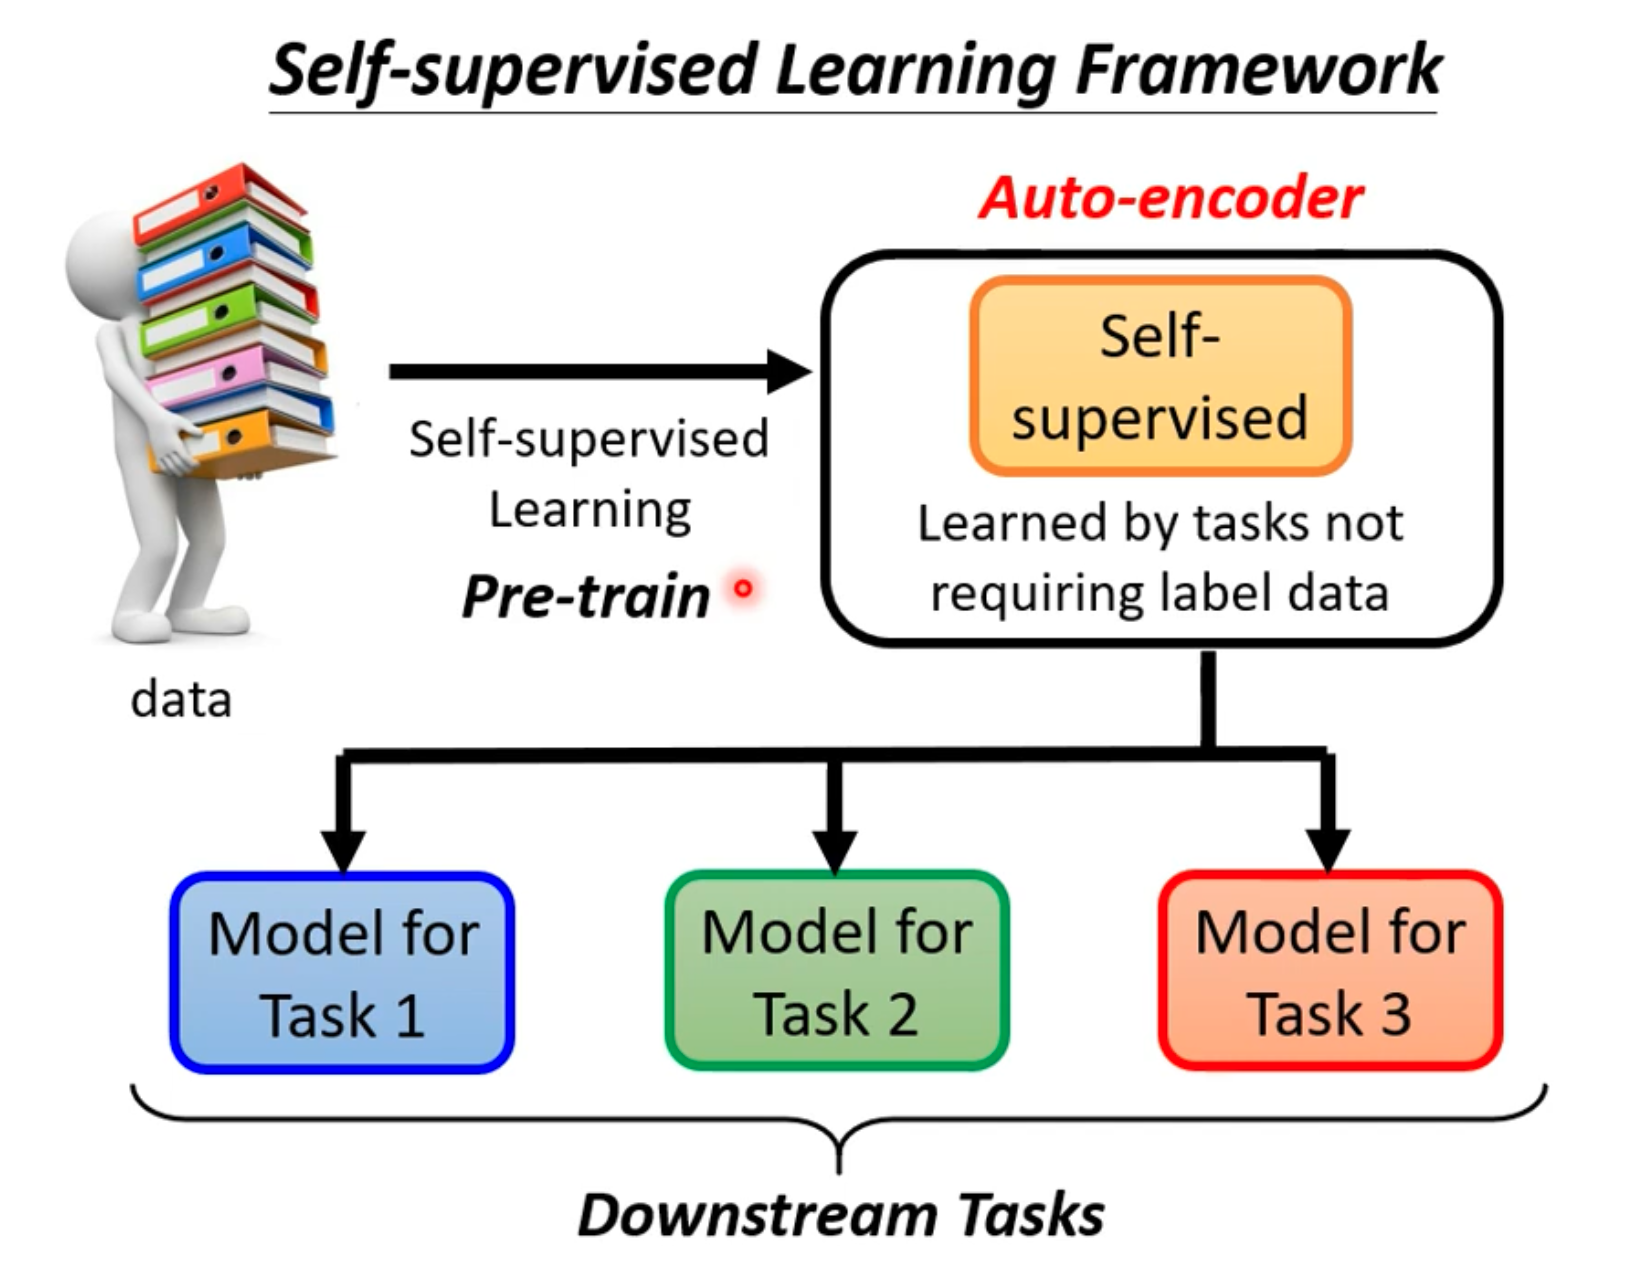 Self-supervised Learning Framework
Auto-encoder
Self-
supervised
Learned by tasks not
requiring label data
Self-supervised
Learning
Pre-train
data
Model for
Task 1
Model for
Task 2
Model for
Task 3
Downstream Tasks